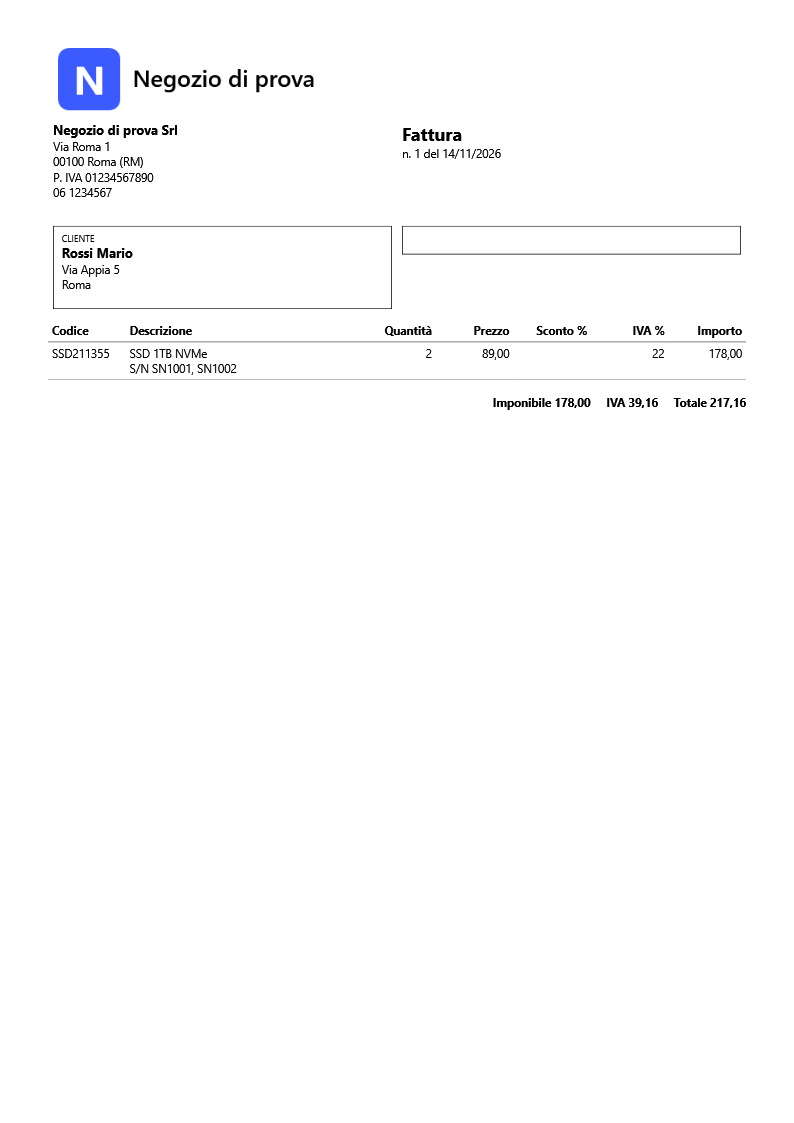 N Negozio di prova
Negozio di prova Srl
Via Roma 1
00100 Roma (RM)
P. IVA 01234567890
06 1234567
Fattura
n. 1 del 14/11/2026
CLIENTE
Rossi Mario
Via Appia 5
Roma
Codice Descrizione Quantità Prezzo Sconto % IVA % Importo
SSD211355 SSD 1TB NVMe 2 89,00 22 178,00
S/N SN1001, SN1002
Imponibile 178,00 IVA 39,16 Totale 217,16